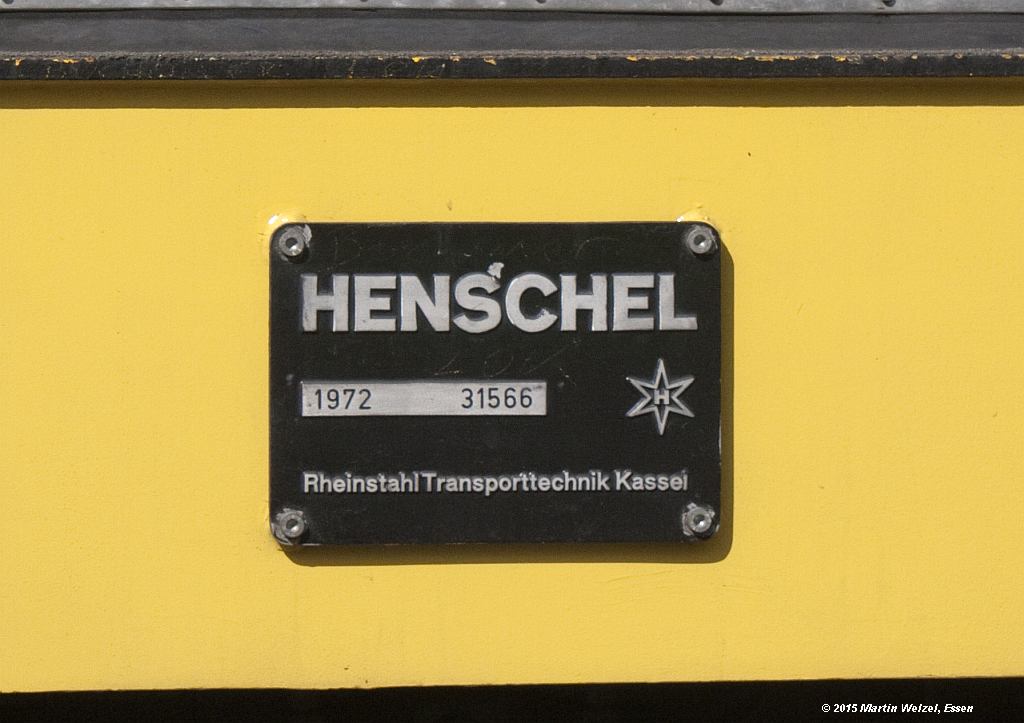 HENSCHEL
1972 31566
H
Rheinstahl Transporttechnik Kassel
© 2015 Martin Welzel, Essen